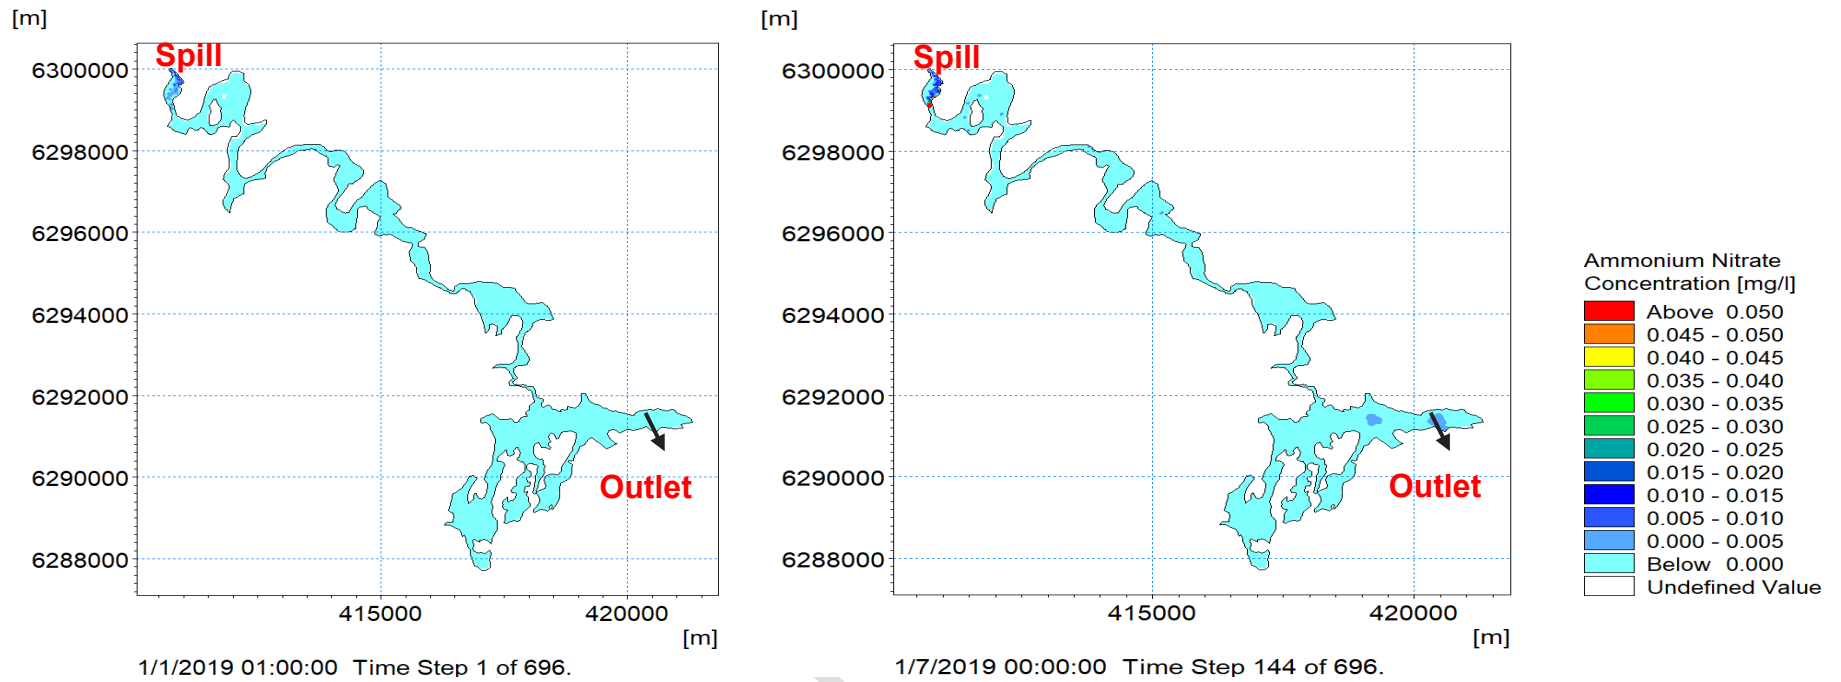 [m]
Spill
6300000
6298000
6296000
6294000
6292000
6290000
6288000
Outlet
415000
420000
[m]
1/1/2019 01:00:00 Time Step 1 of 696.
[m]
Spill
6300000
6298000
6296000
6294000
6292000
6290000
6288000
Outlet
415000
420000
[m]
1/7/2019 00:00:00 Time Step 144 of 696.
Ammonium Nitrate
Concentration [mg/l]
Above 0.050
0.045 - 0.050
0.040 - 0.045
0.035 - 0.040
0.030 - 0.035
0.025 - 0.030
0.020 - 0.025
0.015 - 0.020
0.010 - 0.015
0.005 - 0.010
0.000 - 0.005
Below 0.000
Undefined Value